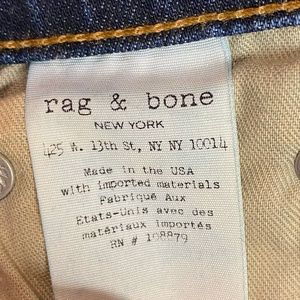 rag & bone
NEW YORK
425 W. 13th St, NY NY 10014
Made in the USA
with imported materials
Fabriqué Aux
Etats-Unis avec des
matériaux importés
RN # 108879